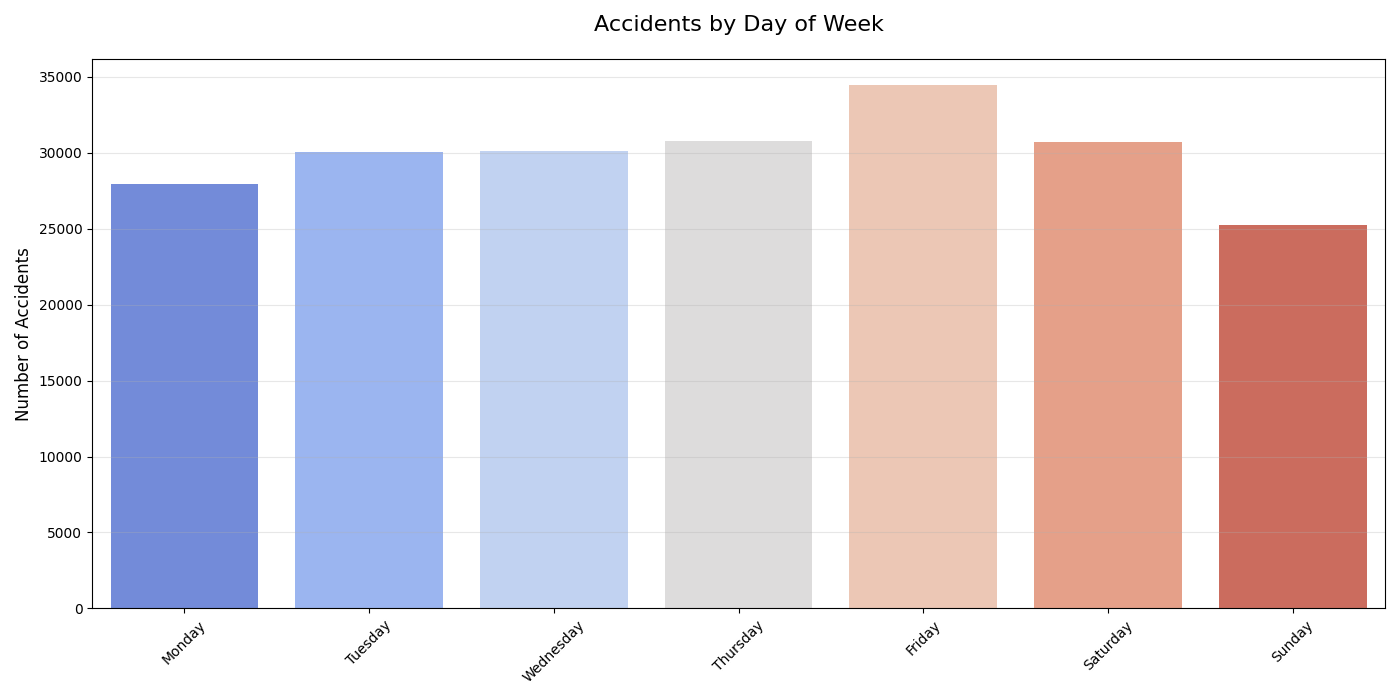 Accidents by Day of Week
Number of Accidents
35000
30000
25000
20000
15000
10000
5000
0
Monday
Tuesday
Wednesday
Thursday
Friday
Saturday
Sunday